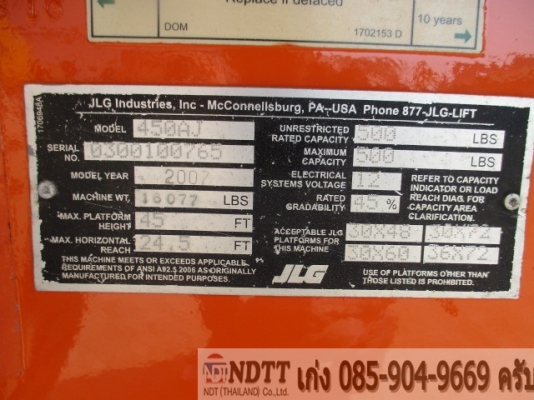 Replace if defaced
DOM
1702153 D
10 years
1706948A
JLG Industries, Inc - McConnellsburg, PA--USA Phone 877-JLG-LIFT
MODEL 450AJ
SERIAL NO. 0300100765
MODEL YEAR 2007
MACHINE WT. 16077 LBS
MAX. PLATFORM HEIGHT 45 FT
MAX. HORIZONTAL REACH 24.5 FT
THIS MACHINE MEETS OR EXCEEDS APPLICABLE
REQUIREMENTS OF ANSI A92.5 2006 AS ORIGINALLY
MANUFACTURED FOR INTENDED PURPOSES.
UNRESTRICTED RATED CAPACITY 500 LBS
MAXIMUM CAPACITY 500 LBS
ELECTRICAL SYSTEMS VOLTAGE 12
RATED GRADABILITY 45 %
REFER TO CAPACITY
INDICATOR OR LOAD
REACH DIAG. FOR
CAPACITY AREA
CLARIFICATION.
ACCEPTABLE JLG
PLATFORMS FOR
THIS MACHINE
30X48 30X72
30X60 36X72
JLG
USE OF PLATFORMS OTHER THAN
THOSE LISTED IS PROHIBITED.
NDTT
NDT (THAILAND) Co.,Ltd.
เก่ง 085-904-9669 ครับ